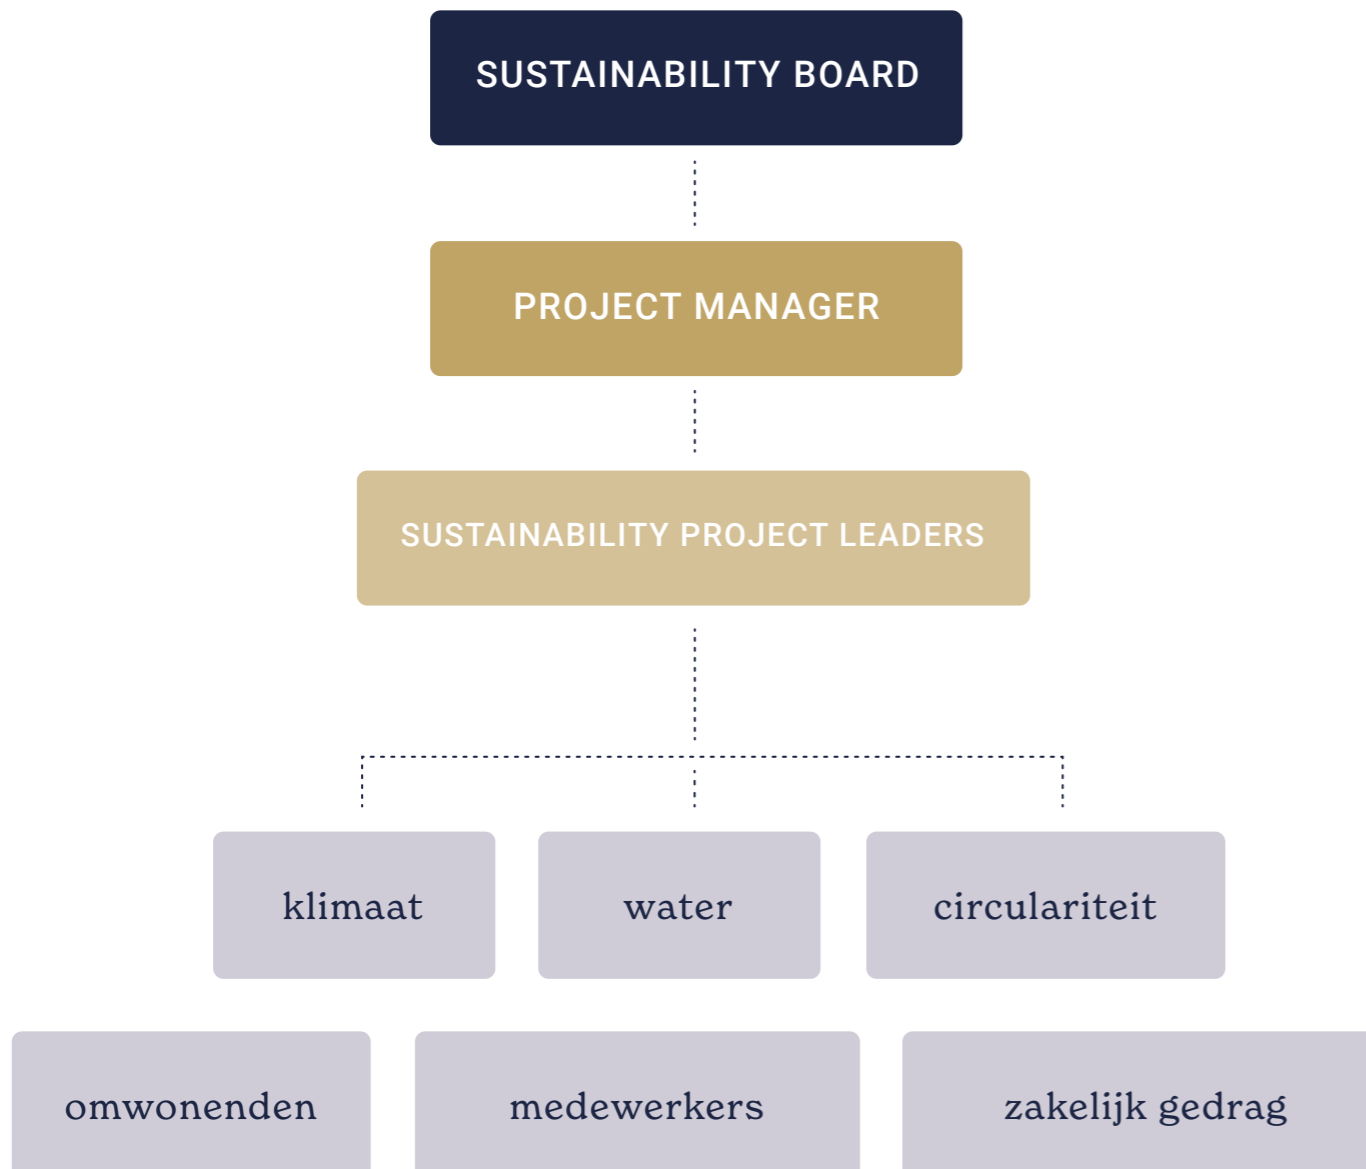 SUSTAINABILITY BOARD
PROJECT MANAGER
SUSTAINABILITY PROJECT LEADERS
klimaat
water
circulariteit
omwonenden
medewerkers
zakelijk gedrag